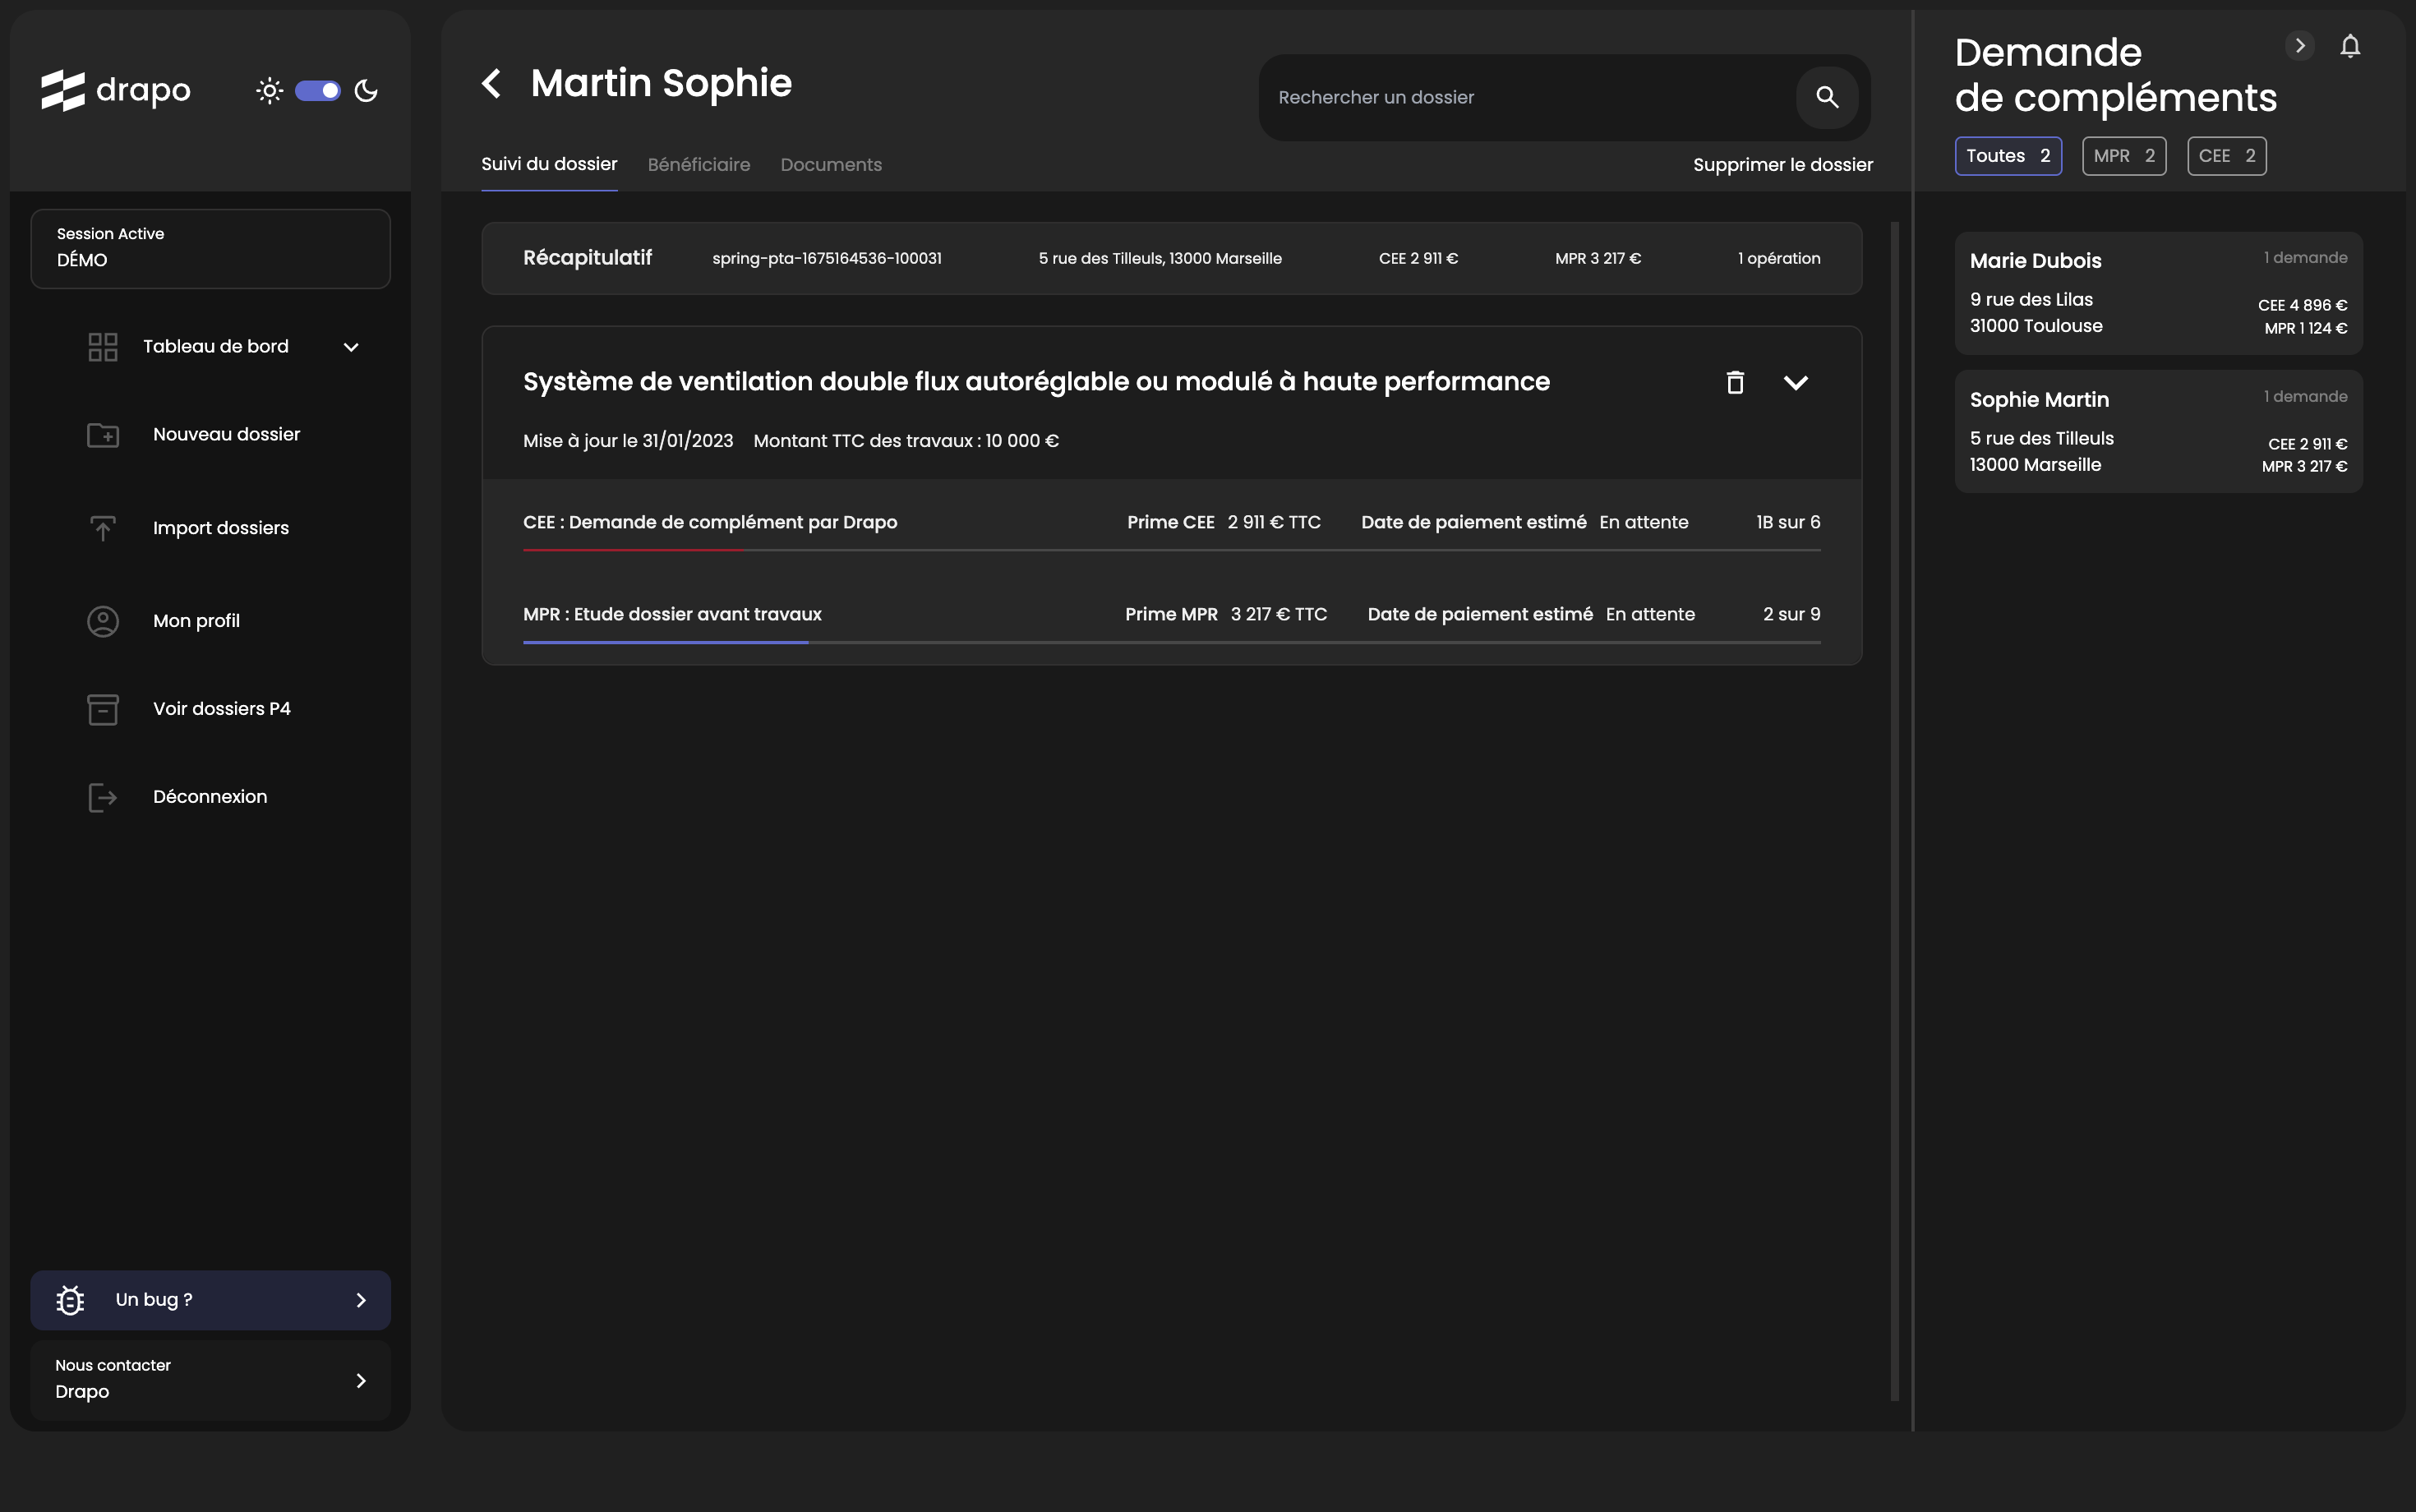 drapo
Session Active
DÉMO
Tableau de bord
Nouveau dossier
Import dossiers
Mon profil
Voir dossiers P4
Déconnexion
Un bug ?
Nous contacter
Drapo
Martin Sophie
Rechercher un dossier
Suivi du dossier Bénéficiaire Documents Supprimer le dossier
Récapitulatif spring-pta-1675164536-100031 5 rue des Tilleuls, 13000 Marseille CEE 2 911 € MPR 3 217 € 1 opération
Système de ventilation double flux autoréglable ou modulé à haute performance
Mise à jour le 31/01/2023 Montant TTC des travaux : 10 000 €
CEE : Demande de complément par Drapo Prime CEE 2 911 € TTC Date de paiement estimé En attente 1B sur 6
MPR : Etude dossier avant travaux Prime MPR 3 217 € TTC Date de paiement estimé En attente 2 sur 9
Demande
de compléments
Toutes 2 MPR 2 CEE 2
Marie Dubois 1 demande
9 rue des Lilas CEE 4 896 €
31000 Toulouse MPR 1 124 €
Sophie Martin 1 demande
5 rue des Tilleuls CEE 2 911 €
13000 Marseille MPR 3 217 €